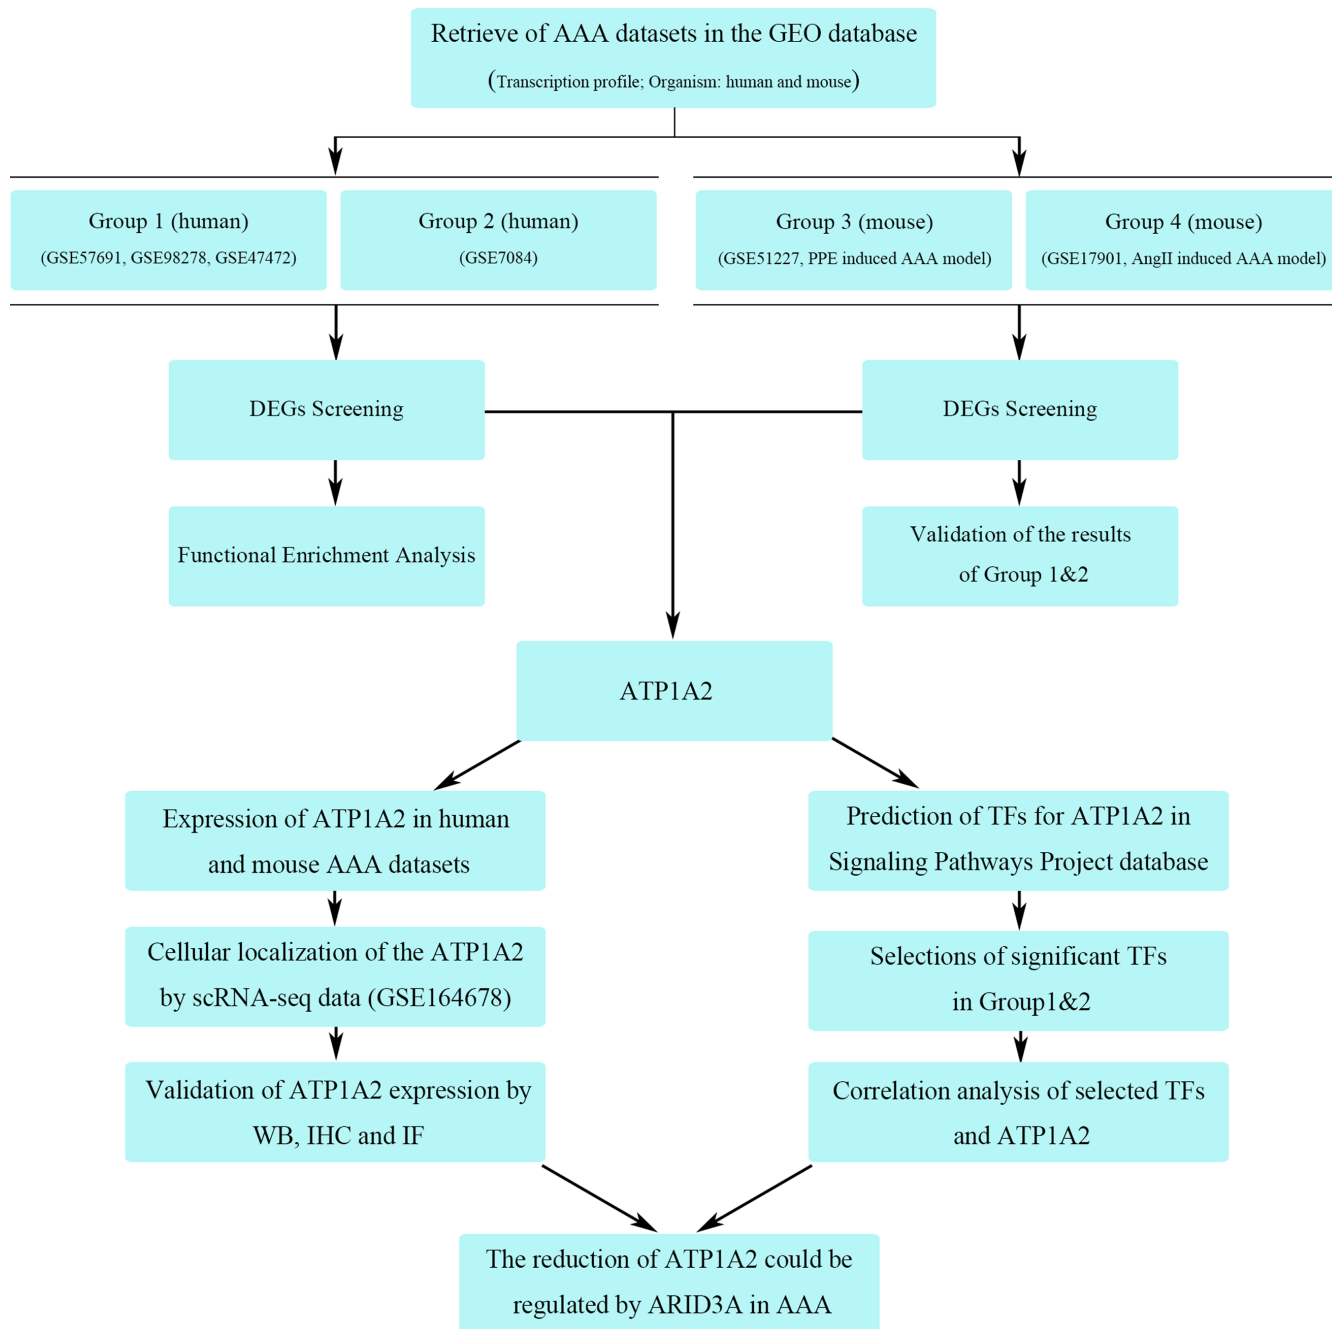 Retrieve of AAA datasets in the GEO database
(Transcription profile; Organism: human and mouse)
Group 1 (human)
(GSE57691, GSE98278, GSE47472)
Group 2 (human)
(GSE7084)
Group 3 (mouse)
(GSE51227, PPE induced AAA model)
Group 4 (mouse)
(GSE17901, AngII induced AAA model)
DEGs Screening
DEGs Screening
Functional Enrichment Analysis
Validation of the results
of Group 1&2
ATP1A2
Expression of ATP1A2 in human
and mouse AAA datasets
Prediction of TFs for ATP1A2 in
Signaling Pathways Project database
Cellular localization of the ATP1A2
by scRNA-seq data (GSE164678)
Selections of significant TFs
in Group1&2
Validation of ATP1A2 expression by
WB, IHC and IF
Correlation analysis of selected TFs
and ATP1A2
The reduction of ATP1A2 could be
regulated by ARID3A in AAA